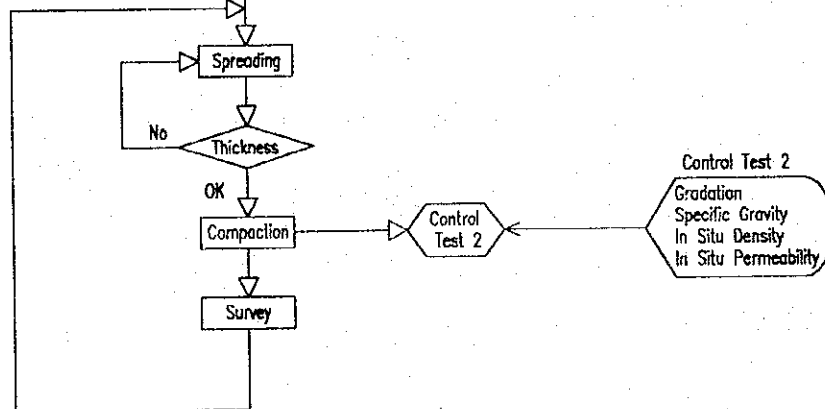 Spreading
No
Thickness
OK
Compaction
Survey
Control
Test 2
Control Test 2
Gradation
Specific Gravity
In Situ Density
In Situ Permeability